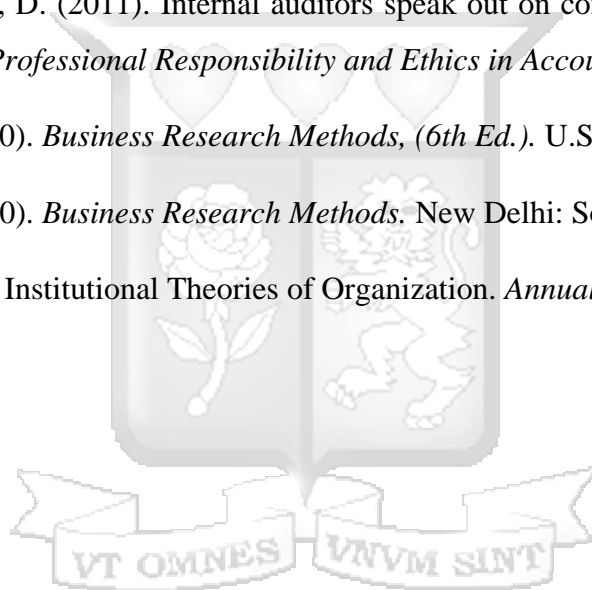 , D. (2011). Internal auditors speak out on co
Professional Responsibility and Ethics in Accou
0). Business Research Methods, (6th Ed.). U.S
0). Business Research Methods. New Delhi: S
Institutional Theories of Organization. Annual
VT OMNES VNVM SINT